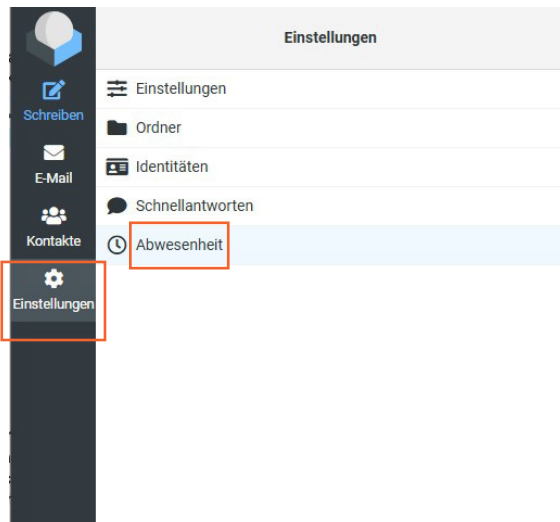 Einstellungen
Schreiben
E-Mail
Kontakte
Einstellungen
Einstellungen
Ordner
Identitäten
Schnellantworten
Abwesenheit